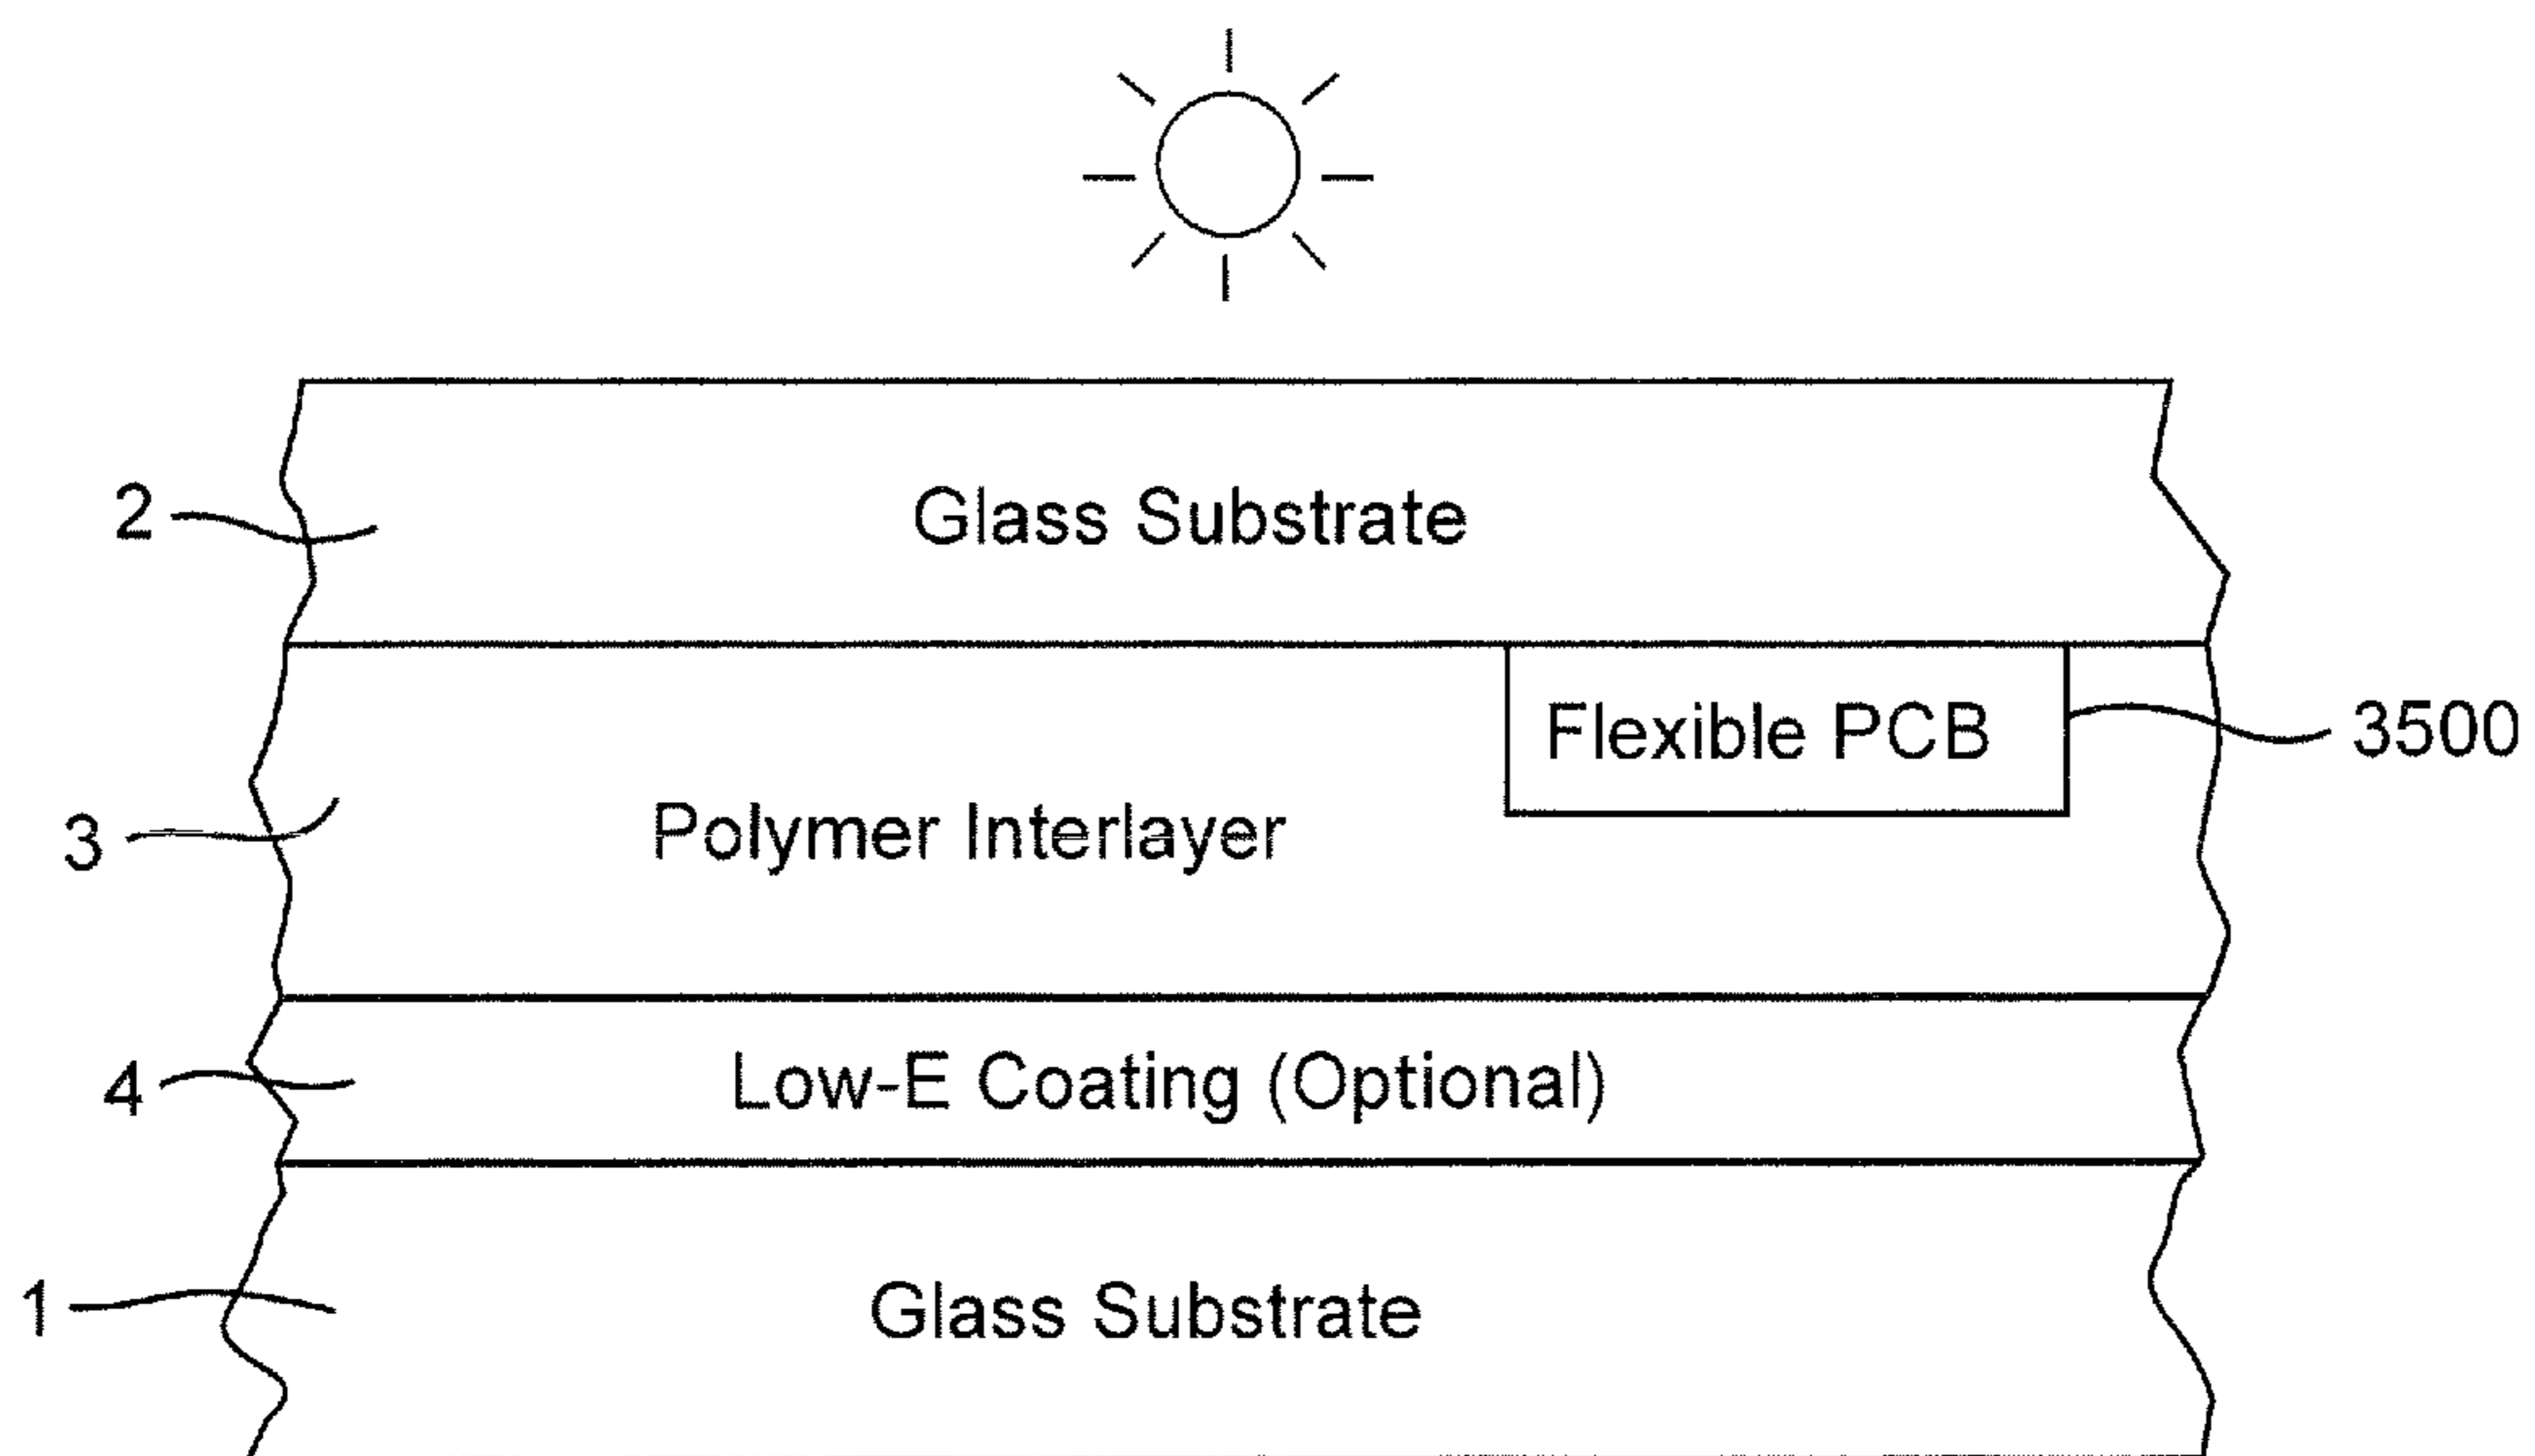 2
Glass Substrate
Flexible PCB
3500
3
Polymer Interlayer
4
Low-E Coating (Optional)
1
Glass Substrate